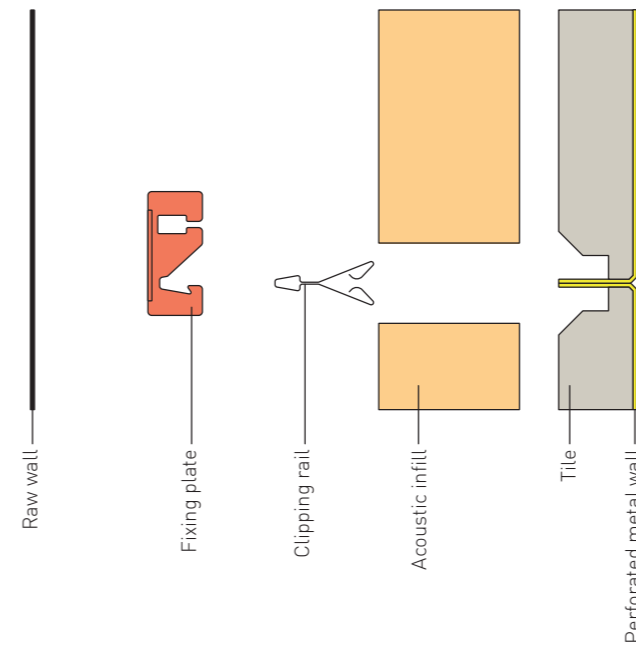 Raw wall
Fixing plate
Clipping rail
Acoustic infill
Tile
Perforated metal wall